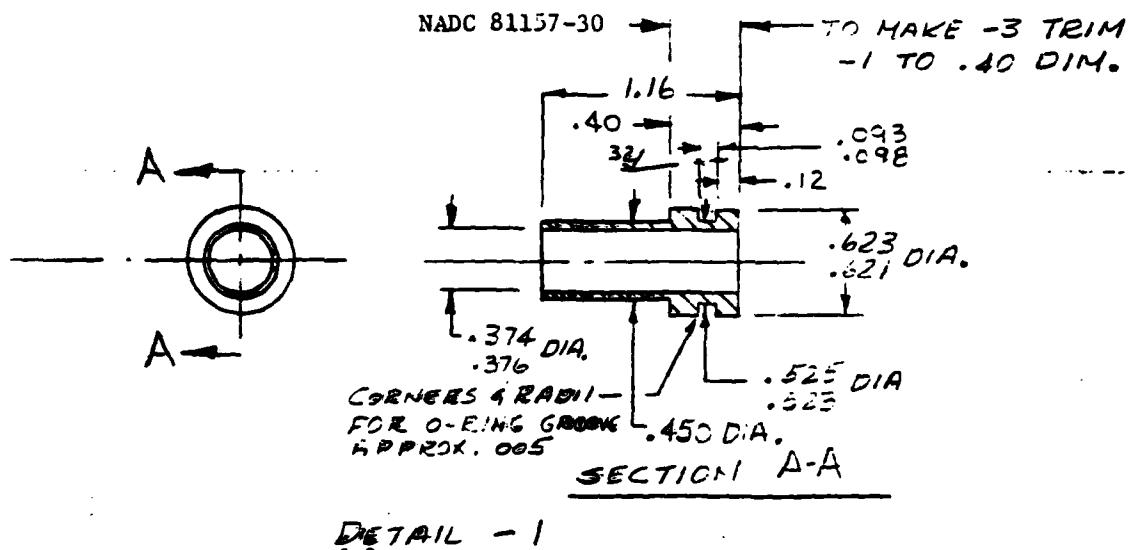 NADC 81157-30
TO MAKE -3 TRIM
-1 TO .40 DIM.
1.16
.40
.093
.098
32
.12
A
A
.623
.621 DIA.
.374
.376 DIA.
.525
.523 DIA
CORNERS & RADII
FOR O-RING GROOVE
APPROX. 005
.450 DIA.
SECTION A-A
DETAIL - 1